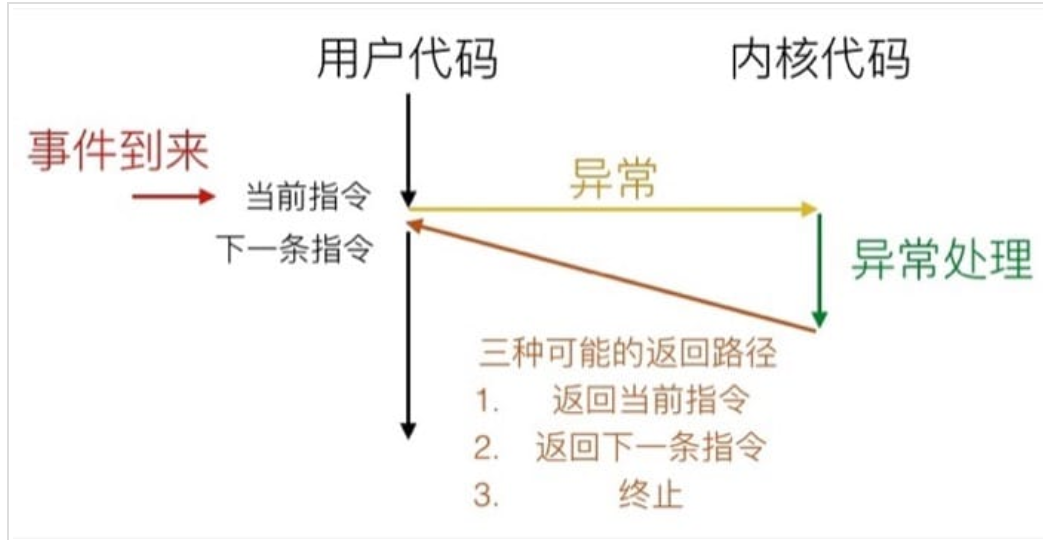 用户代码
内核代码
事件到来
异常
当前指令
下一条指令
异常处理
三种可能的返回路径
1. 返回当前指令
2. 返回下一条指令
3. 终止